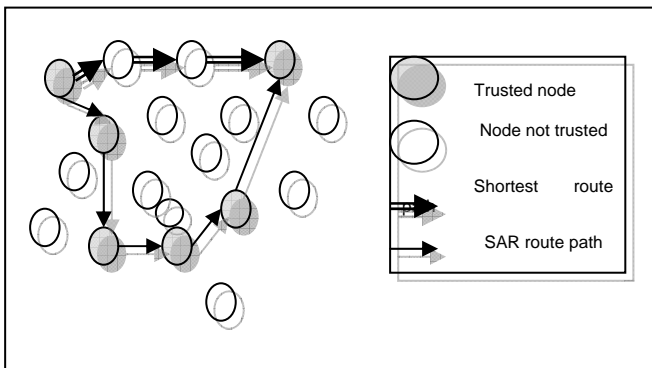 Trusted node
Node not trusted
Shortest route
SAR route path